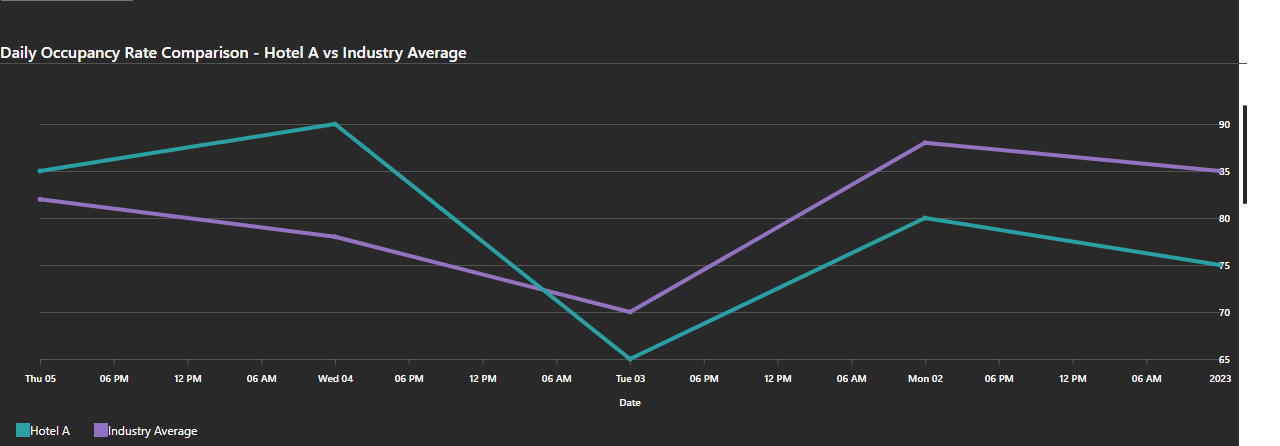 Daily Occupancy Rate Comparison - Hotel A vs Industry Average
90
85
80
75
70
65
Thu 05 06 PM 12 PM 06 AM Wed 04 06 PM 12 PM 06 AM Tue 03 06 PM 12 PM 06 AM Mon 02 06 PM 12 PM 06 AM 2023
Date
Hotel A Industry Average